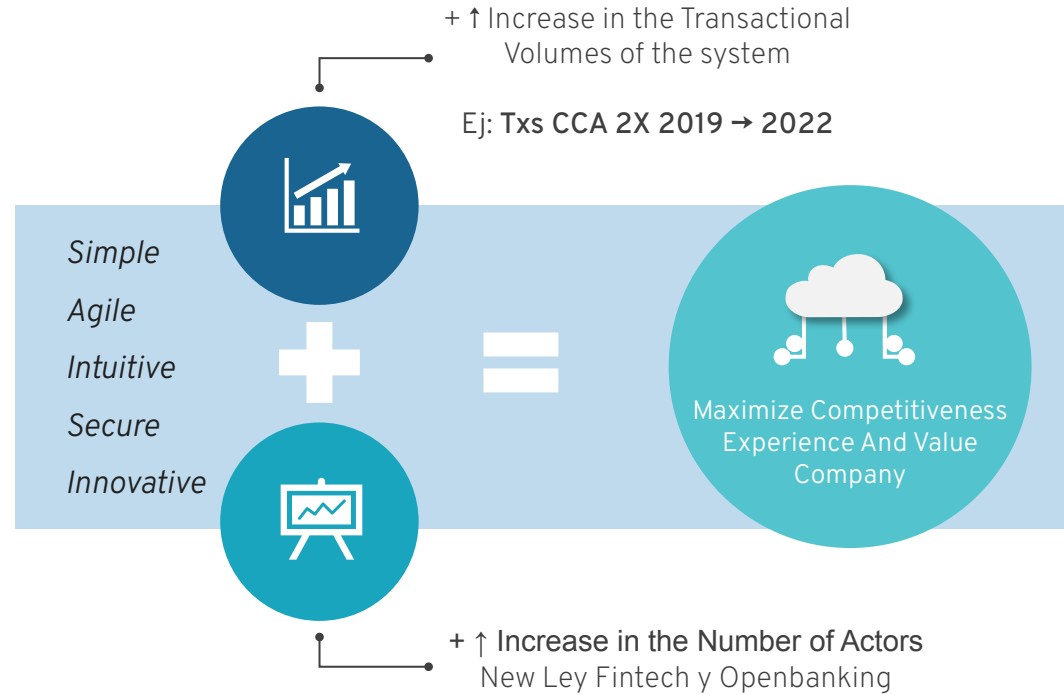 + ↑ Increase in the Transactional
Volumes of the system
Ej: Txs CCA 2X 2019 → 2022
Simple
Agile
Intuitive
Secure
Innovative
Maximize Competitiveness
Experience And Value
Company
+ ↑ Increase in the Number of Actors
New Ley Fintech y Openbanking